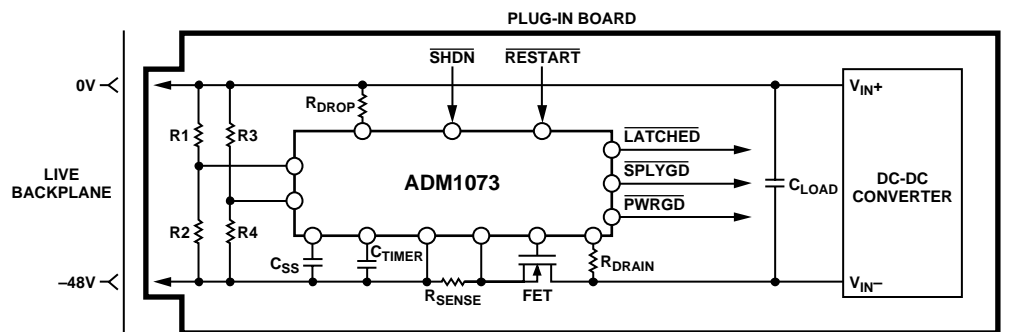 PLUG-IN BOARD
SHDN
RESTART
0V
VIN+
RDROP
R1
R3
LATCHED
LIVE
BACKPLANE
ADM1073
SPLYGD
CLOAD
DC-DC
CONVERTER
PWRGD
R2
R4
CSS
CTIMER
RDRAIN
–48V
RSENSE
FET
VIN–